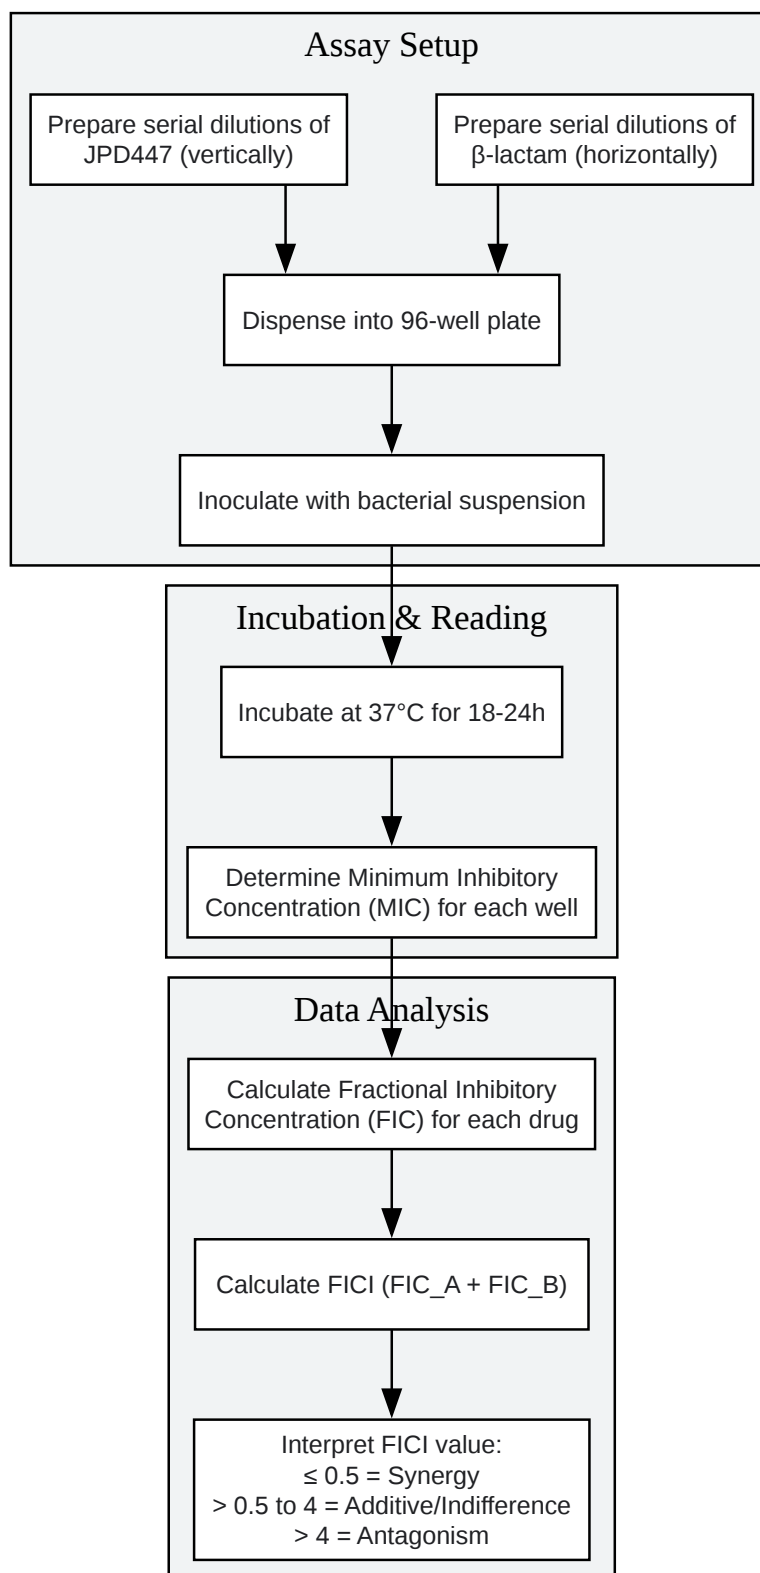 Assay Setup
Prepare serial dilutions of
JPD447 (vertically)
Prepare serial dilutions of
β-lactam (horizontally)
Dispense into 96-well plate
Inoculate with bacterial suspension
Incubation & Reading
Incubate at 37°C for 18-24h
Determine Minimum Inhibitory
Concentration (MIC) for each well
Data Analysis
Calculate Fractional Inhibitory
Concentration (FIC) for each drug
Calculate FICI (FIC_A + FIC_B)
Interpret FICI value:
≤ 0.5 = Synergy
> 0.5 to 4 = Additive/Indifference
> 4 = Antagonism